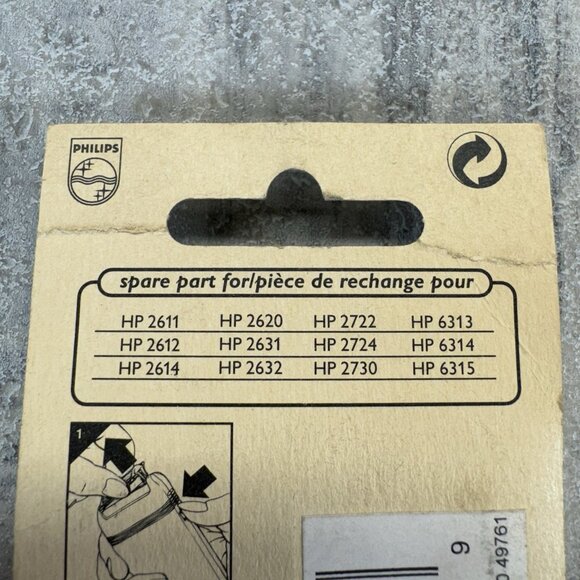 PHILIPS
spare part for/pièce de rechange pour
HP 2611 HP 2620 HP 2722 HP 6313
HP 2612 HP 2631 HP 2724 HP 6314
HP 2614 HP 2632 HP 2730 HP 6315
1
9
49761